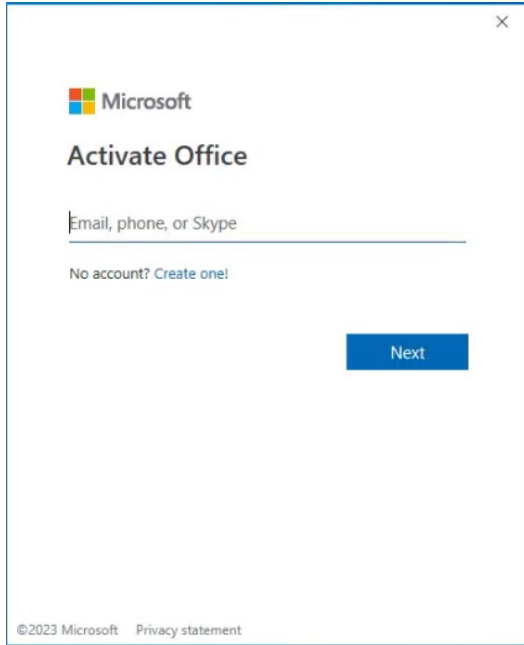 Microsoft
Activate Office
Email, phone, or Skype
No account? Create one!
Next
©2023 Microsoft Privacy statement